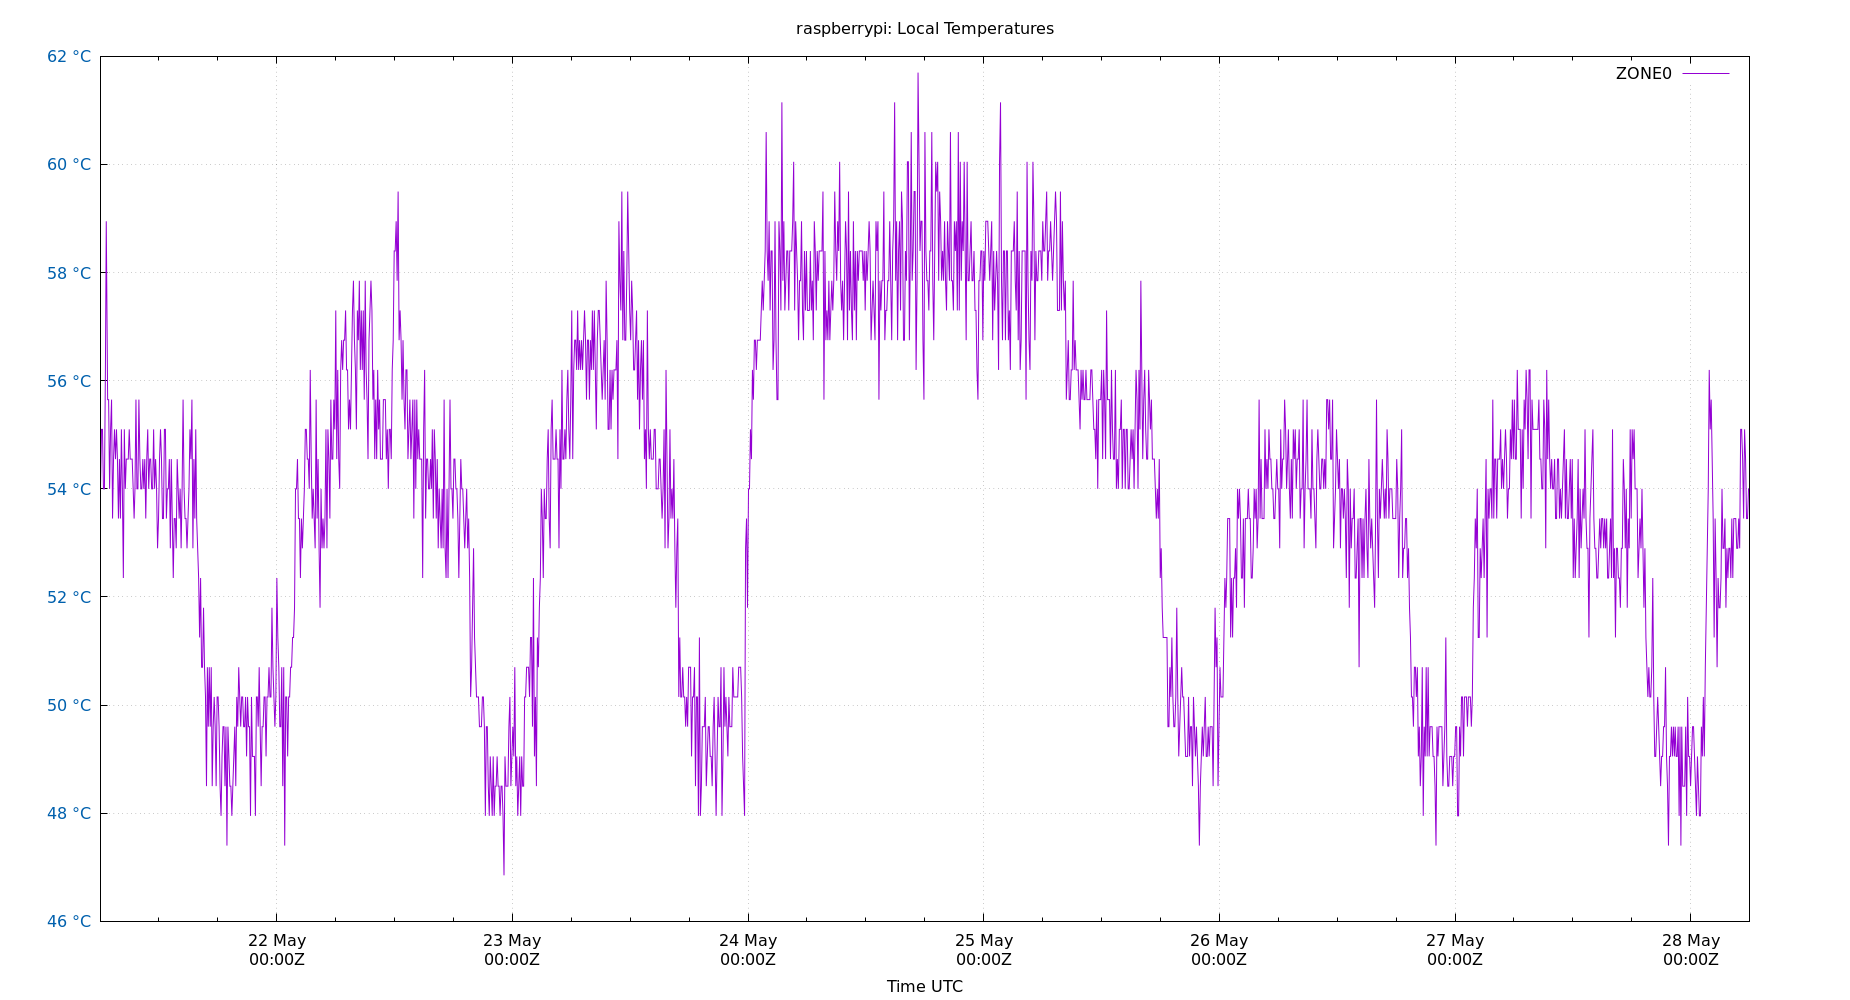 raspberrypi: Local Temperatures
62 °C
ZONE0
60 °C
58 °C
56 °C
54 °C
52 °C
50 °C
48 °C
46 °C
22 May 23 May 24 May 25 May 26 May 27 May 28 May
00:00Z 00:00Z 00:00Z 00:00Z 00:00Z 00:00Z 00:00Z
Time UTC